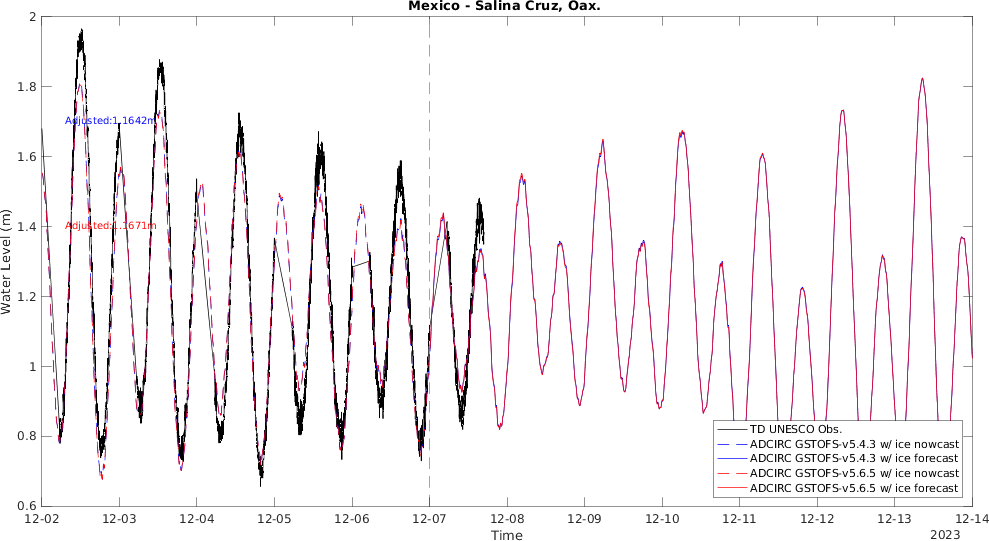 Mexico - Salina Cruz, Oax.
2
1.8
1.6
1.4
1.2
1
0.8
0.6
Water Level (m)
Adjusted:1.1642m
Adjusted:1.1671m
TD UNESCO Obs.
ADCIRC GSTOFS-v5.4.3 w/ ice nowcast
ADCIRC GSTOFS-v5.4.3 w/ ice forecast
ADCIRC GSTOFS-v5.6.5 w/ ice nowcast
ADCIRC GSTOFS-v5.6.5 w/ ice forecast
12-02 12-03 12-04 12-05 12-06 12-07 12-08 12-09 12-10 12-11 12-12 12-13 12-14
Time
2023